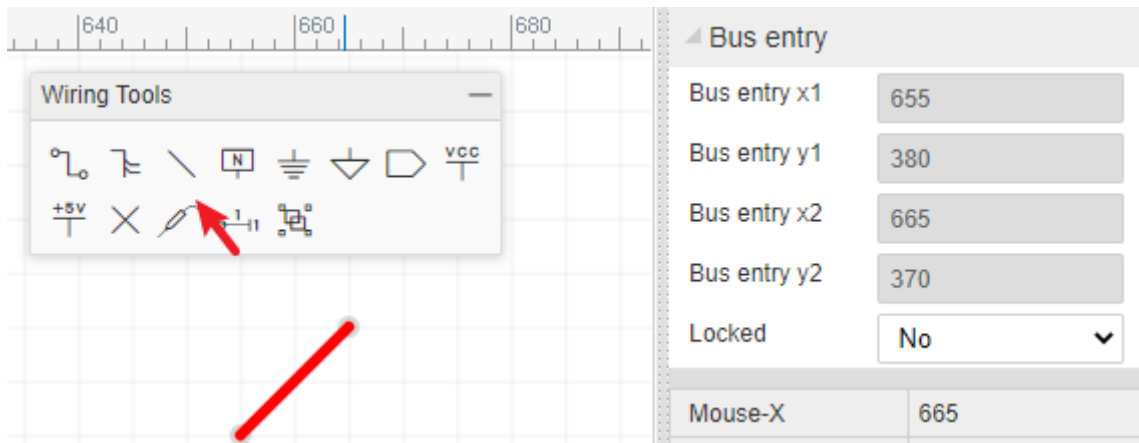 640 660 680
Wiring Tools
N VCC
+5V 1 11
Bus entry
Bus entry x1 655
Bus entry y1 380
Bus entry x2 665
Bus entry y2 370
Locked No
Mouse-X 665